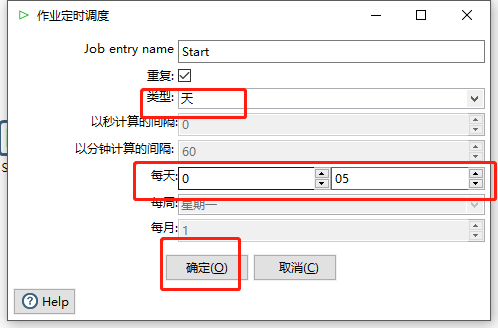 作业定时调度
Job entry name Start
重复:
类型: 天
以秒计算的间隔: 0
以分钟计算的间隔: 60
每天: 0 05
每周: 星期一
每月: 1
确定(O) 取消(C)
Help
S